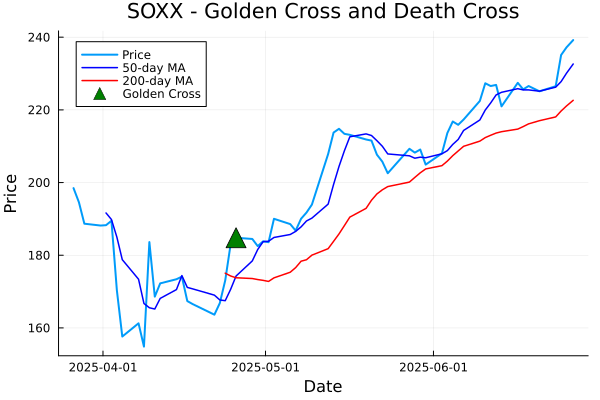 SOXX - Golden Cross and Death Cross
Price
50-day MA
200-day MA
Golden Cross
240
220
200
180
160
Price
2025-04-01
2025-05-01
2025-06-01
Date